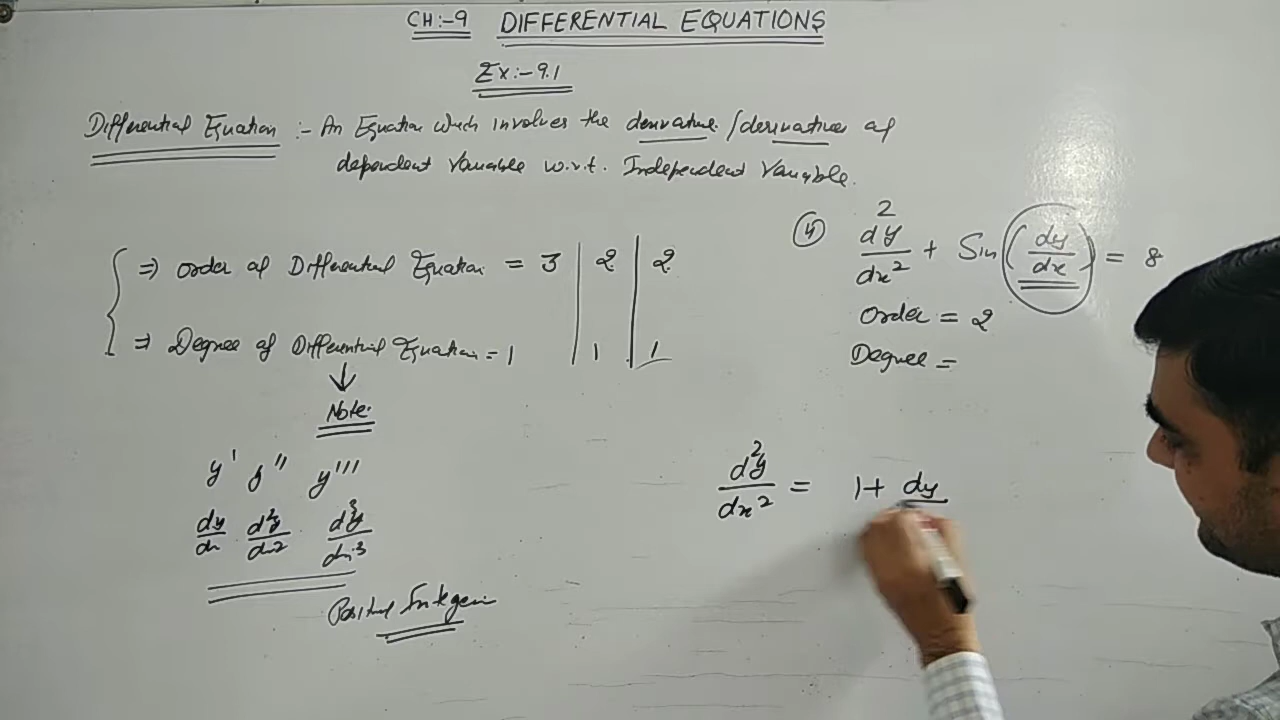 CH:-9 DIFFERENTIAL EQUATIONS
Ex:-9.1
Differential Equation :- An Equation which involves the derivative/derivatives of
dependent Variable w.r.t. Independent Variable.
⇒ order of Differential Equation = 3 | 2 | 2
⇒ Degree of Differential Equation = 1 | 1 | 1
Note:
y' y'' y'''
dy/dx d²y/dx² d³y/dx³
Positive Integer
(4) d²y/dx² + Sin(dy/dx) = 8
Order = 2
Degree =
d²y/dx² = 1+ dy